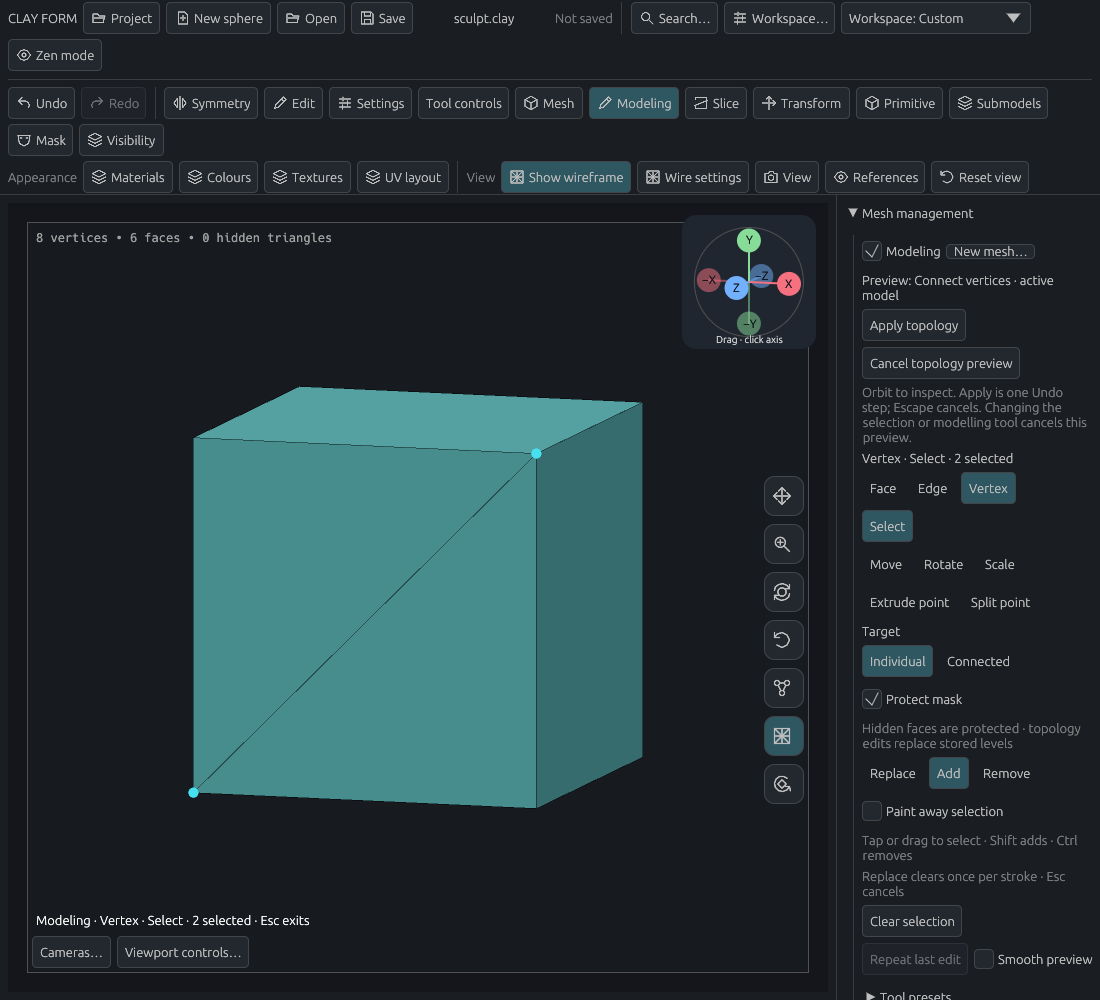 CLAY FORM Project New sphere Open Save sculpt.clay Not saved Search... Workspace... Workspace: Custom
Zen mode
Undo Redo Symmetry Edit Settings Tool controls Mesh Modeling Slice Transform Primitive Submodels
Mask Visibility
Appearance Materials Colours Textures UV layout View Show wireframe Wire settings View References Reset view
8 vertices • 6 faces • 0 hidden triangles
Y
-X
-Z
Z
X
-Y
Drag · click axis
Modeling · Vertex · Select · 2 selected · Esc exits
Cameras... Viewport controls...
Mesh management
Modeling New mesh...
Preview: Connect vertices · active
model
Apply topology
Cancel topology preview
Orbit to inspect. Apply is one Undo
step; Escape cancels. Changing the
selection or modelling tool cancels this
preview.
Vertex · Select · 2 selected
Face Edge Vertex
Select
Move Rotate Scale
Extrude point Split point
Target
Individual Connected
Protect mask
Hidden faces are protected · topology
edits replace stored levels
Replace Add Remove
Paint away selection
Tap or drag to select · Shift adds · Ctrl
removes
Replace clears once per stroke · Esc
cancels
Clear selection
Repeat last edit Smooth preview
Tool presets